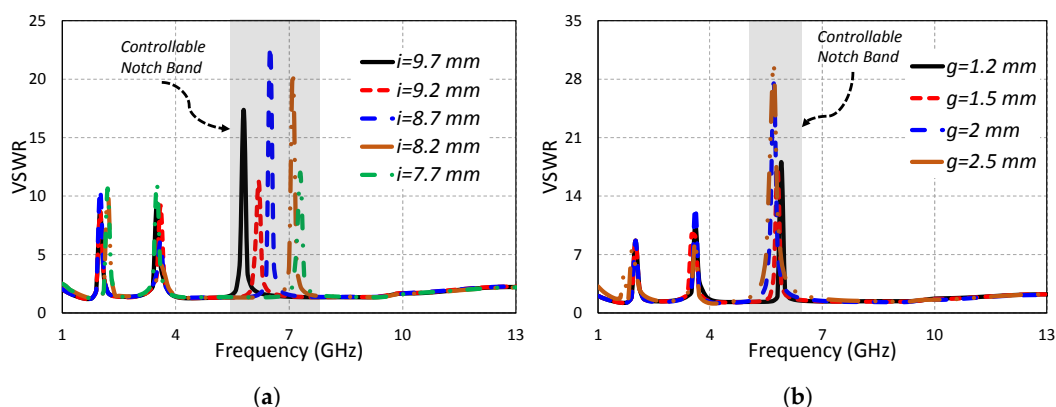 25
20
15
10
5
0
VSWR
Controllable
Notch Band
i=9.7 mm
i=9.2 mm
i=8.7 mm
i=8.2 mm
i=7.7 mm
1 4 7 10 13
Frequency (GHz)
(a)
35
28
21
14
7
0
VSWR
Controllable
Notch Band
g=1.2 mm
g=1.5 mm
g=2 mm
g=2.5 mm
1 4 7 10 13
Frequency (GHz)
(b)